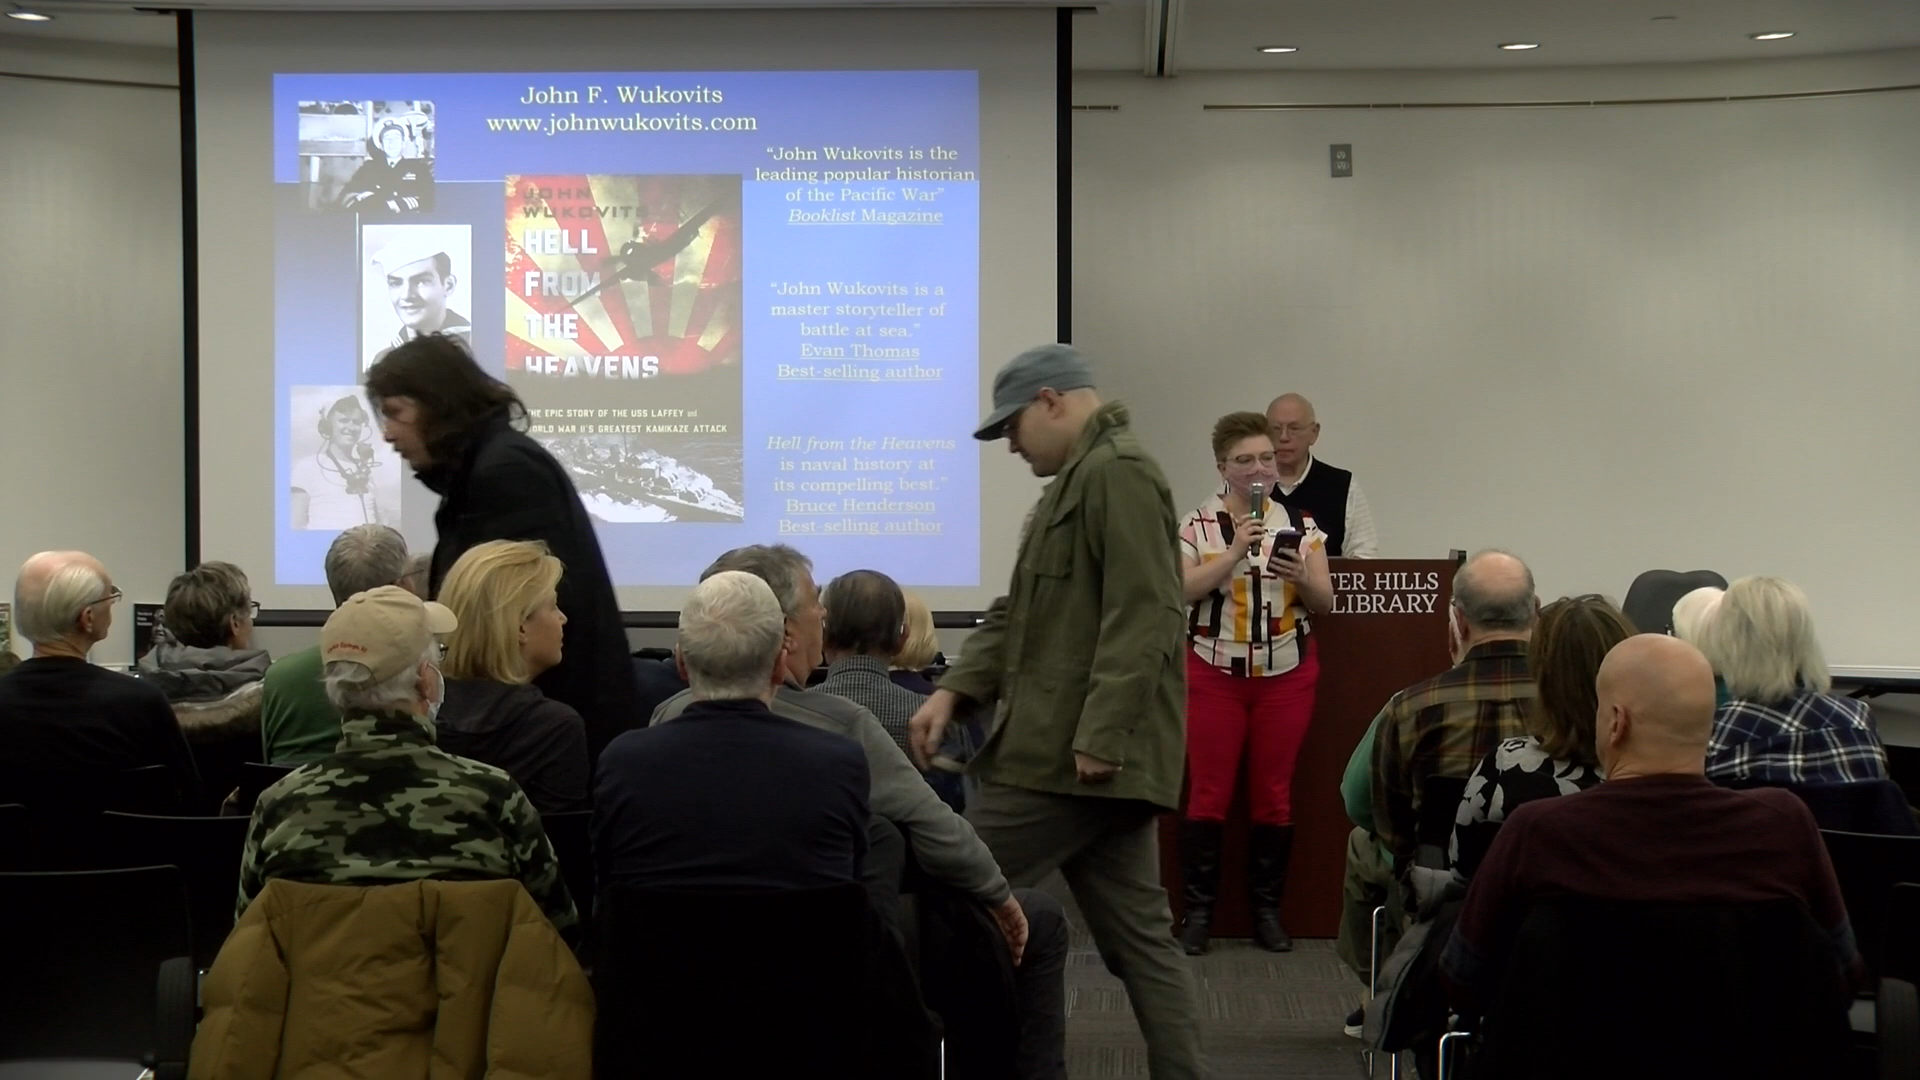 John F. Wukovits
www.johnwukovits.com
“John Wukovits is the
leading popular historian
of the Pacific War”
Booklist Magazine
JOHN
WUKOVITS
HELL
FROM
THE
HEAVENS
THE EPIC STORY OF THE USS LAFFEY and
WORLD WAR II'S GREATEST KAMIKAZE ATTACK
“John Wukovits is a
master storyteller of
battle at sea.”
Evan Thomas
Best-selling author
Hell from the Heavens
is naval history at
its compelling best.”
Bruce Henderson
Best-selling author
TER HILLS
LIBRARY